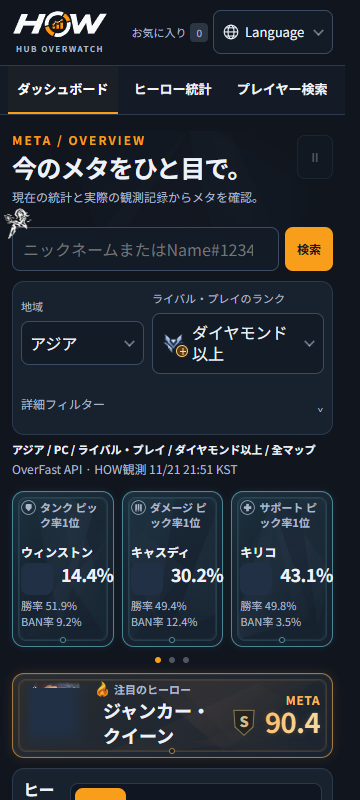 HOW
HUB OVERWATCH
お気に入り 0
Language
ダッシュボード
ヒーロー統計
プレイヤー検索
META / OVERVIEW
今のメタをひと目で。
現在の統計と実際の観測記録からメタを確認。
ニックネームまたはName#1234
検索
地域
アジア
ライバル・プレイのランク
ダイヤモンド
以上
詳細フィルター
アジア / PC / ライバル・プレイ / ダイヤモンド以上 / 全マップ
OverFast API · HOW観測 11/21 21:51 KST
タンク ピッ
ク率1位
ウィンストン
14.4%
勝率 51.9%
BAN率 9.2%
ダメージ ピ
ック率1位
キャスディ
30.2%
勝率 49.4%
BAN率 12.4%
サポート ピ
ック率1位
キリコ
43.1%
勝率 49.8%
BAN率 3.5%
注目のヒーロー
ジャンカー・
クイーン
S
META
90.4
ヒー